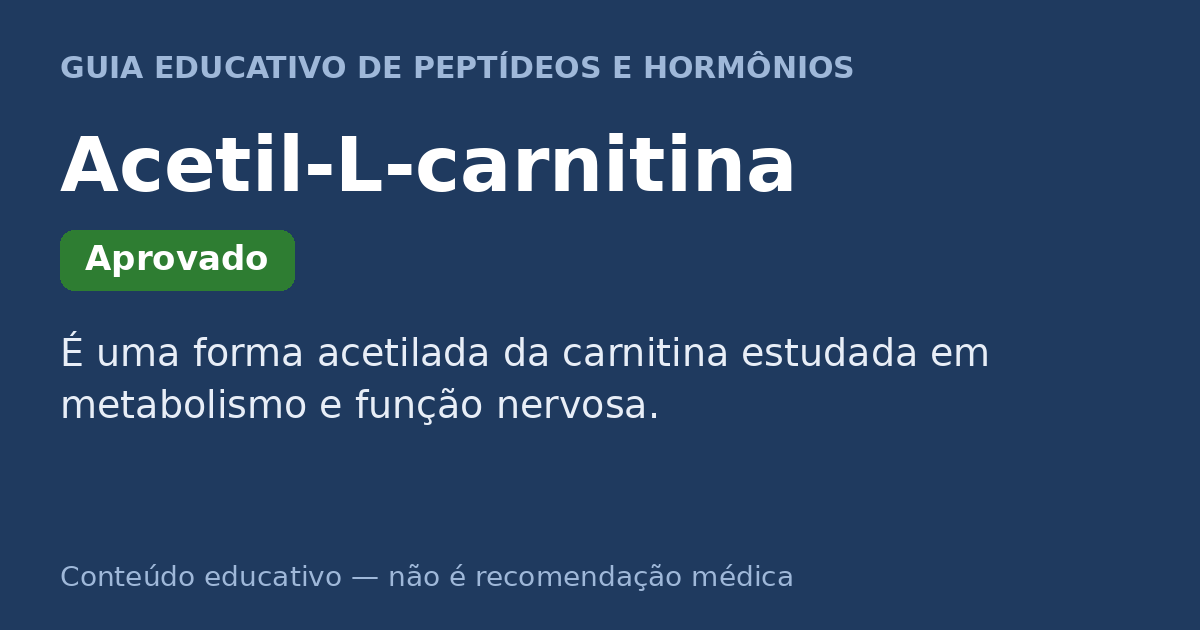 GUIA EDUCATIVO DE PEPTÍDEOS E HORMÔNIOS
Acetil-L-carnitina
Aprovado
É uma forma acetilada da carnitina estudada em
metabolismo e função nervosa.
Conteúdo educativo — não é recomendação médica